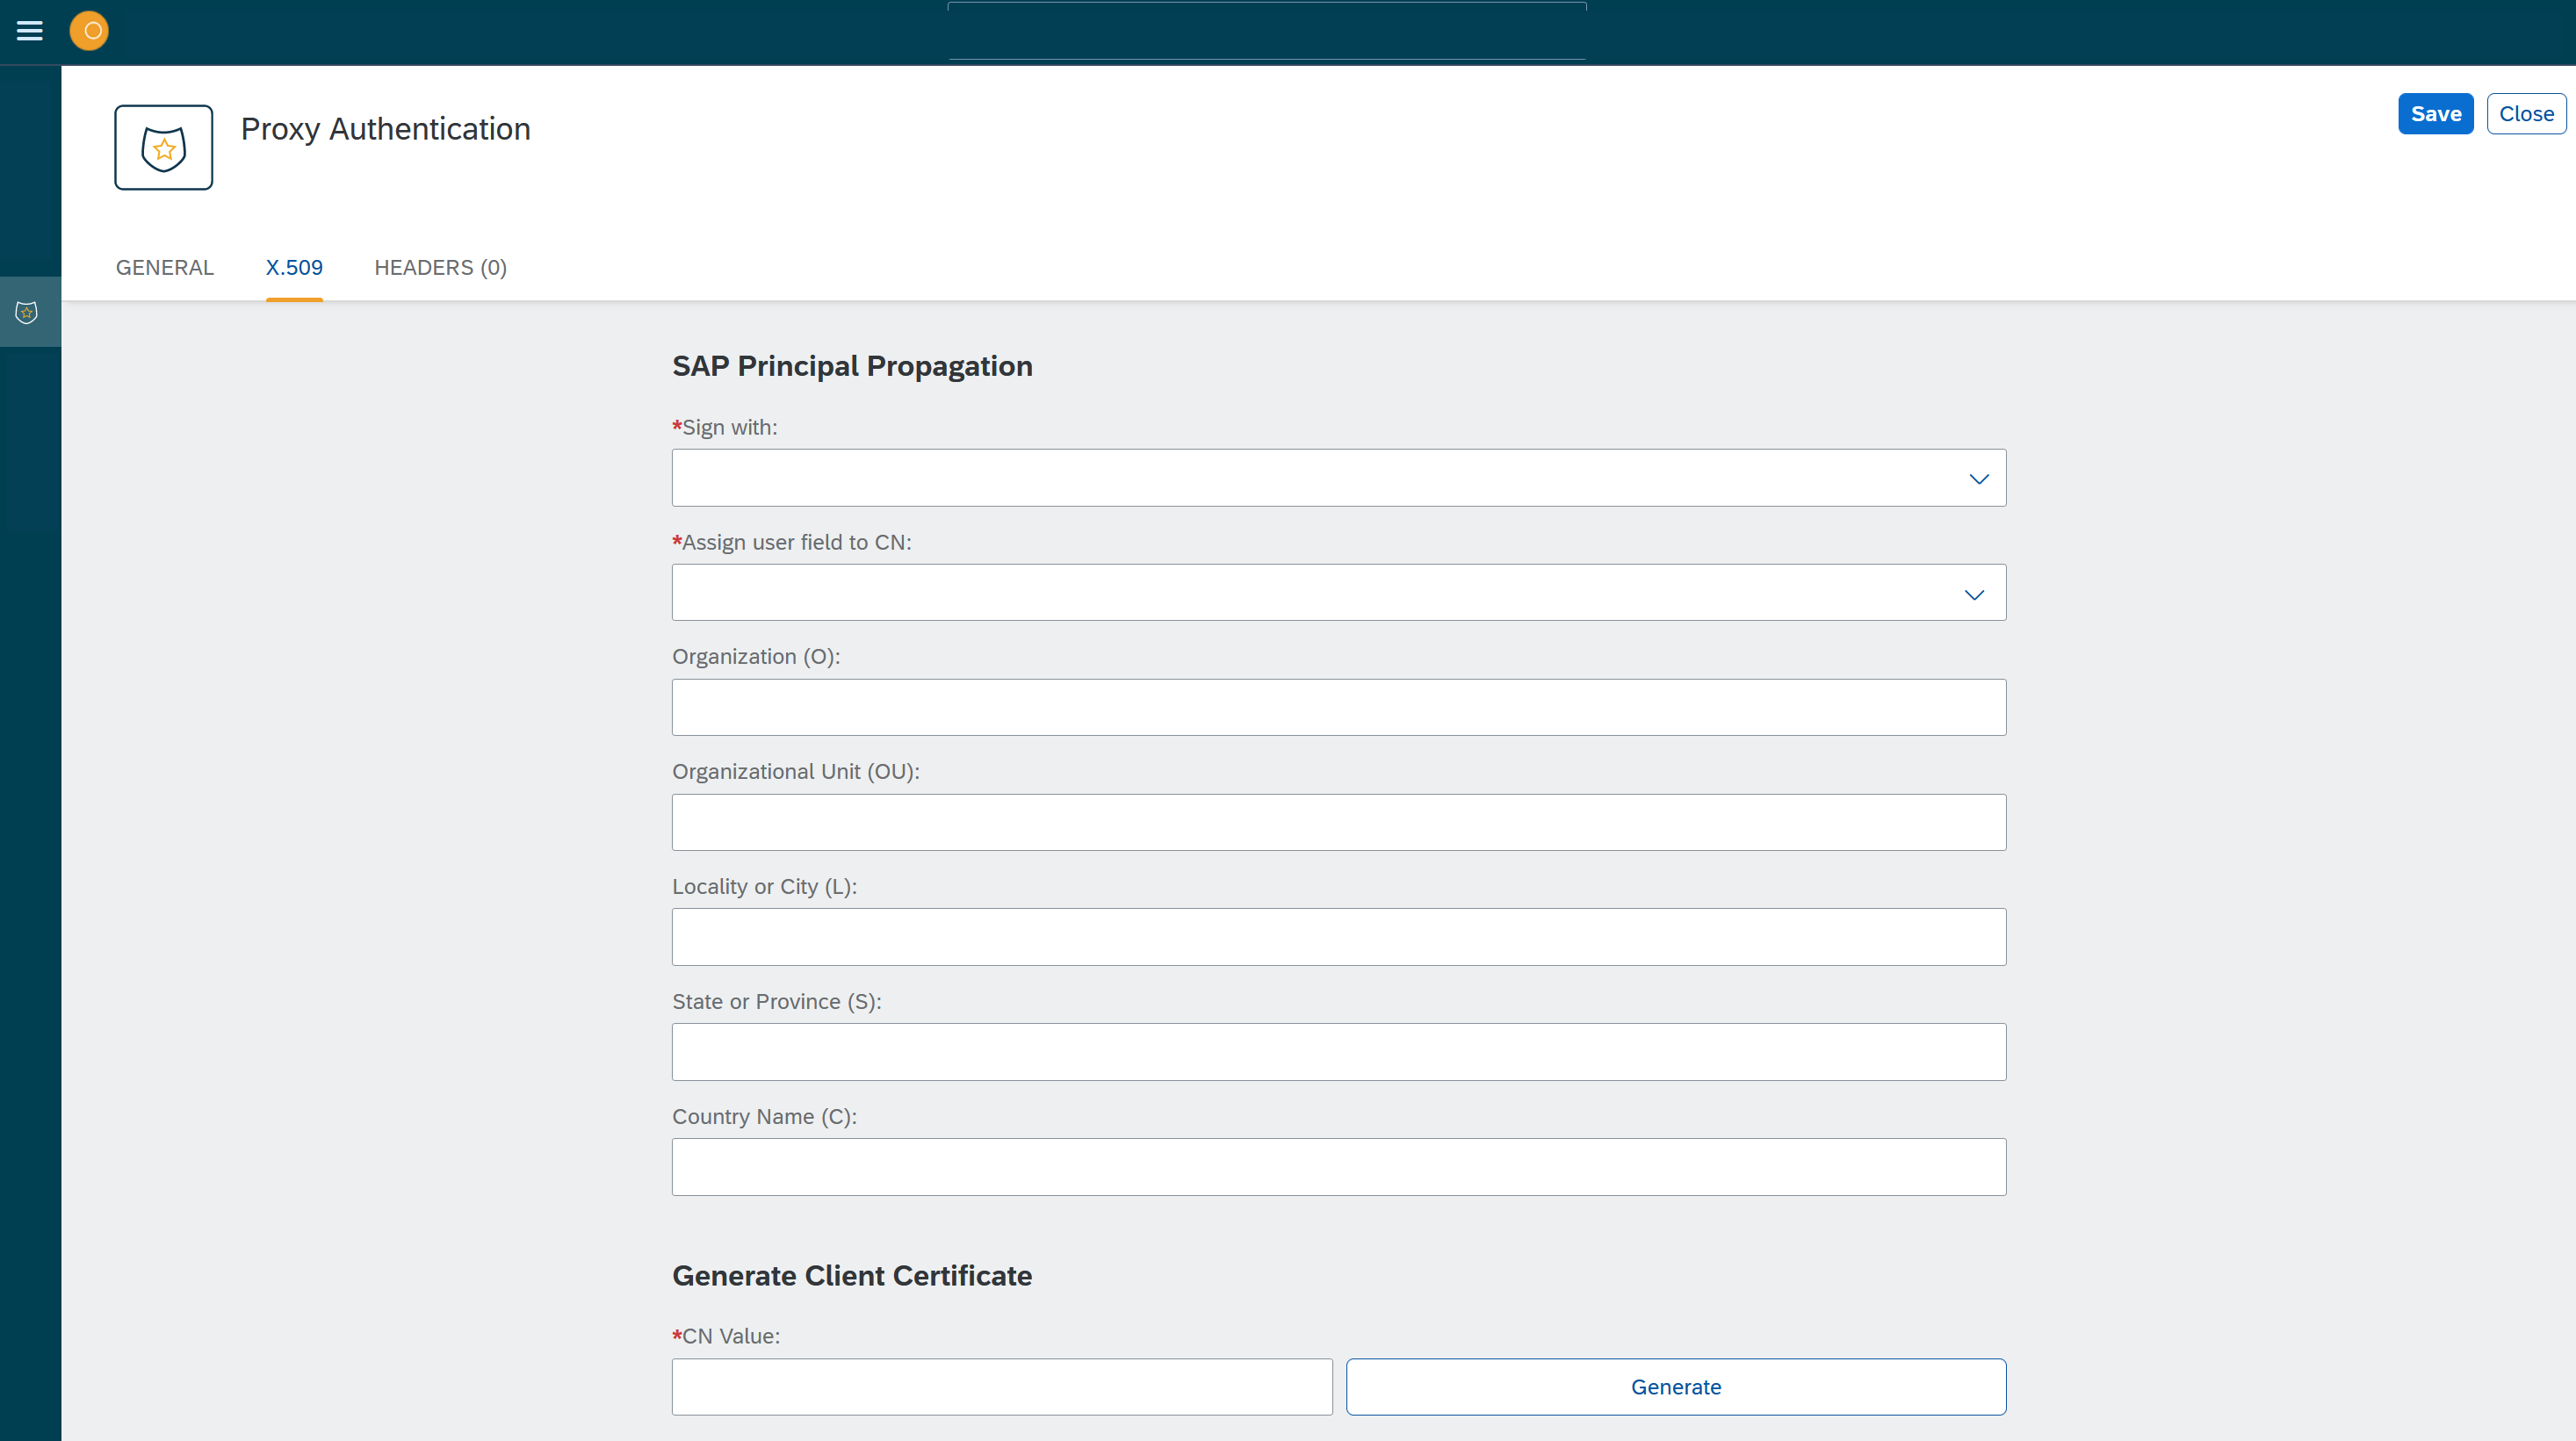 Proxy Authentication
Save
Close
GENERAL
X.509
HEADERS (0)
SAP Principal Propagation
*Sign with:
*Assign user field to CN:
Organization (O):
Organizational Unit (OU):
Locality or City (L):
State or Province (S):
Country Name (C):
Generate Client Certificate
*CN Value:
Generate